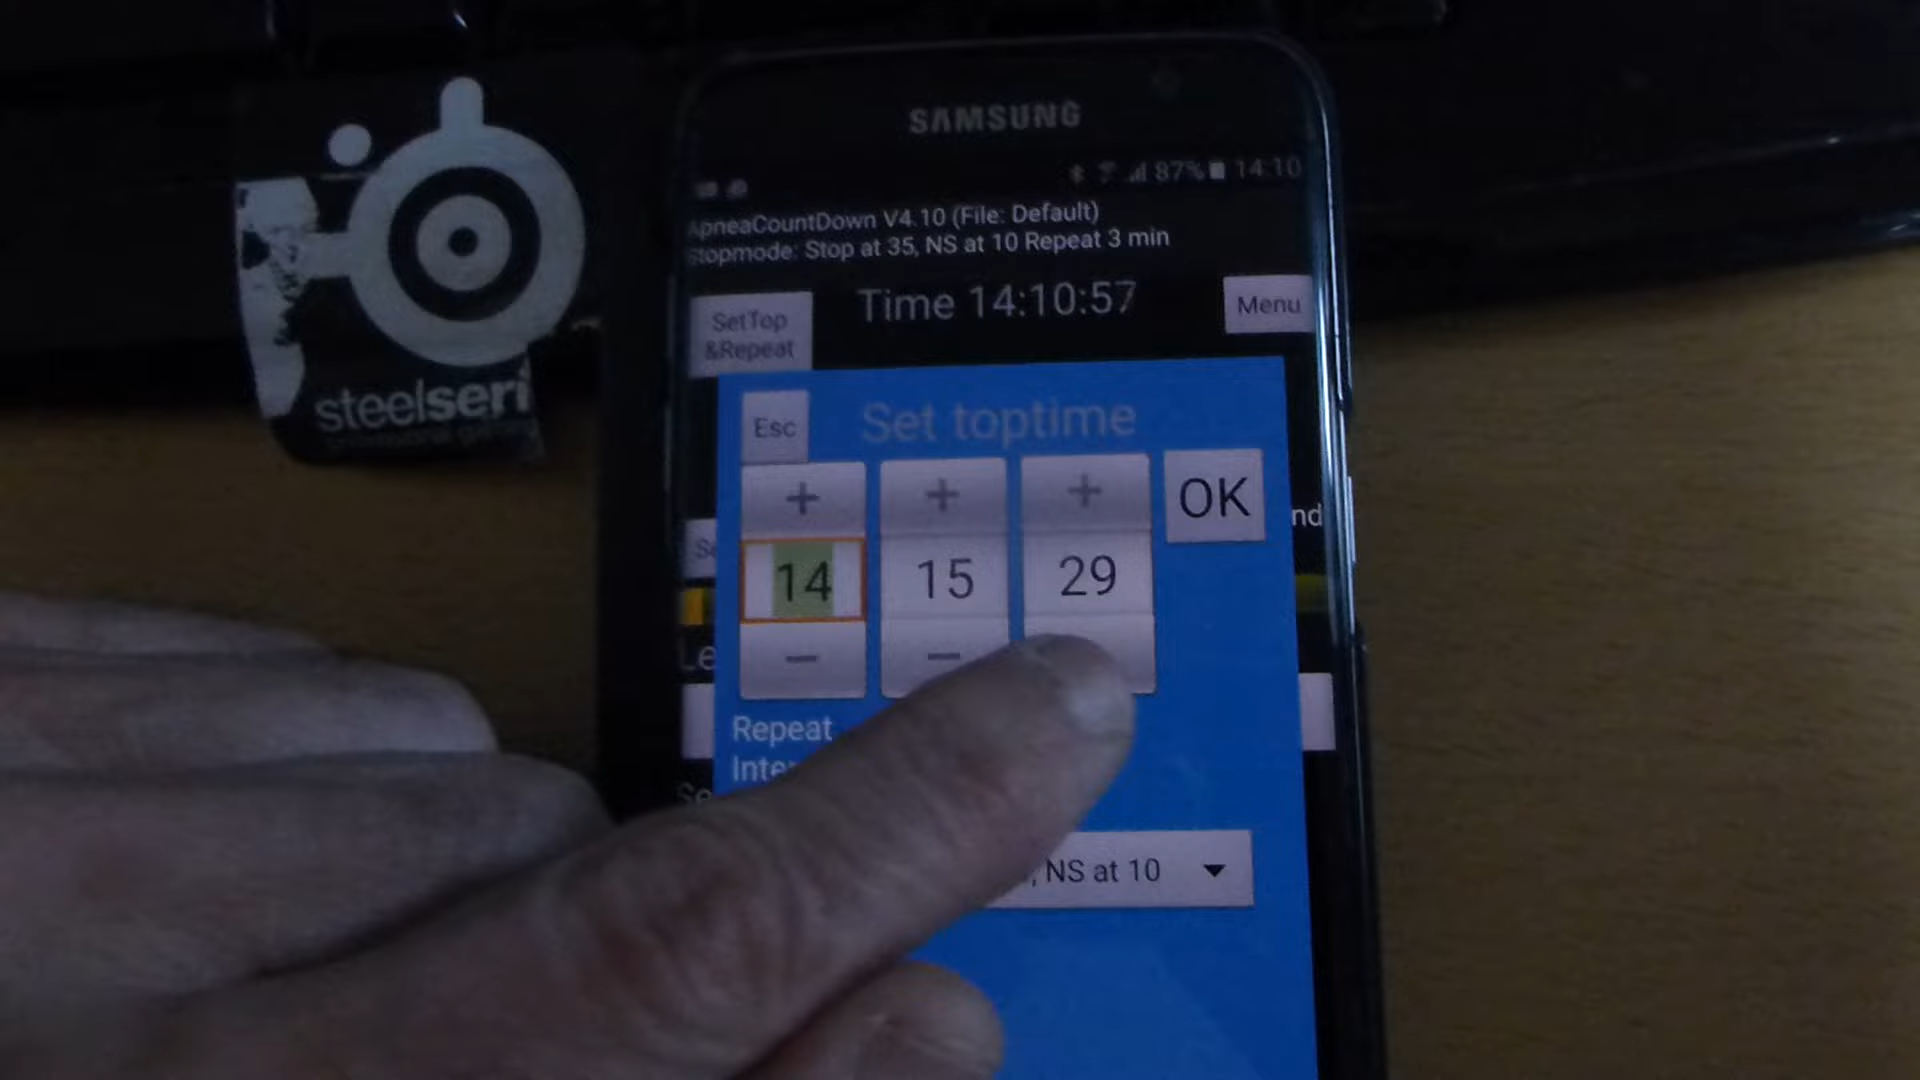 SAMSUNG
87% 14:10
ApneaCountDown V4.10 (File: Default)
Stopmode: Stop at 35, NS at 10 Repeat 3 min
SetTop
&Repeat
Time 14:10:57
Menu
Esc
Set toptime
+ + +
OK
14 15 29
- -
Repeat
, NS at 10
steelseri